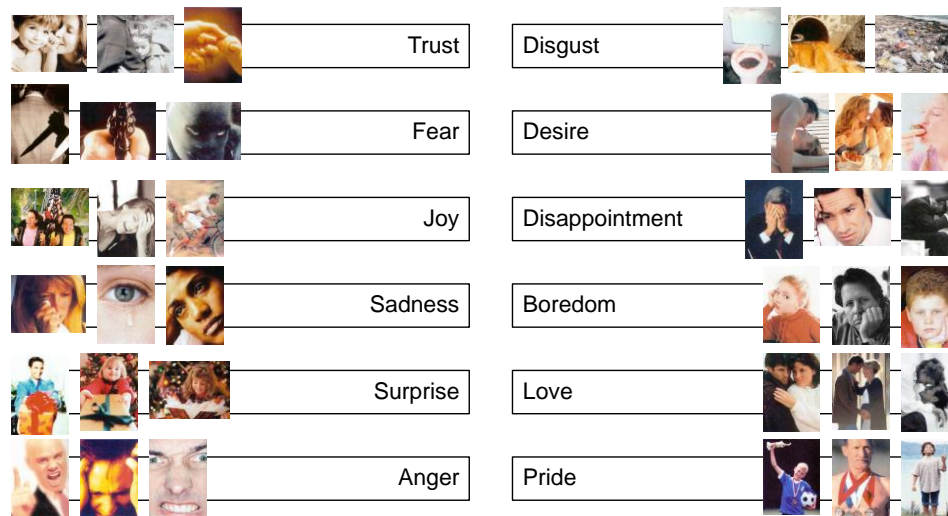 Trust
Disgust
Fear
Desire
Joy
Disappointment
Sadness
Boredom
Surprise
Love
Anger
Pride